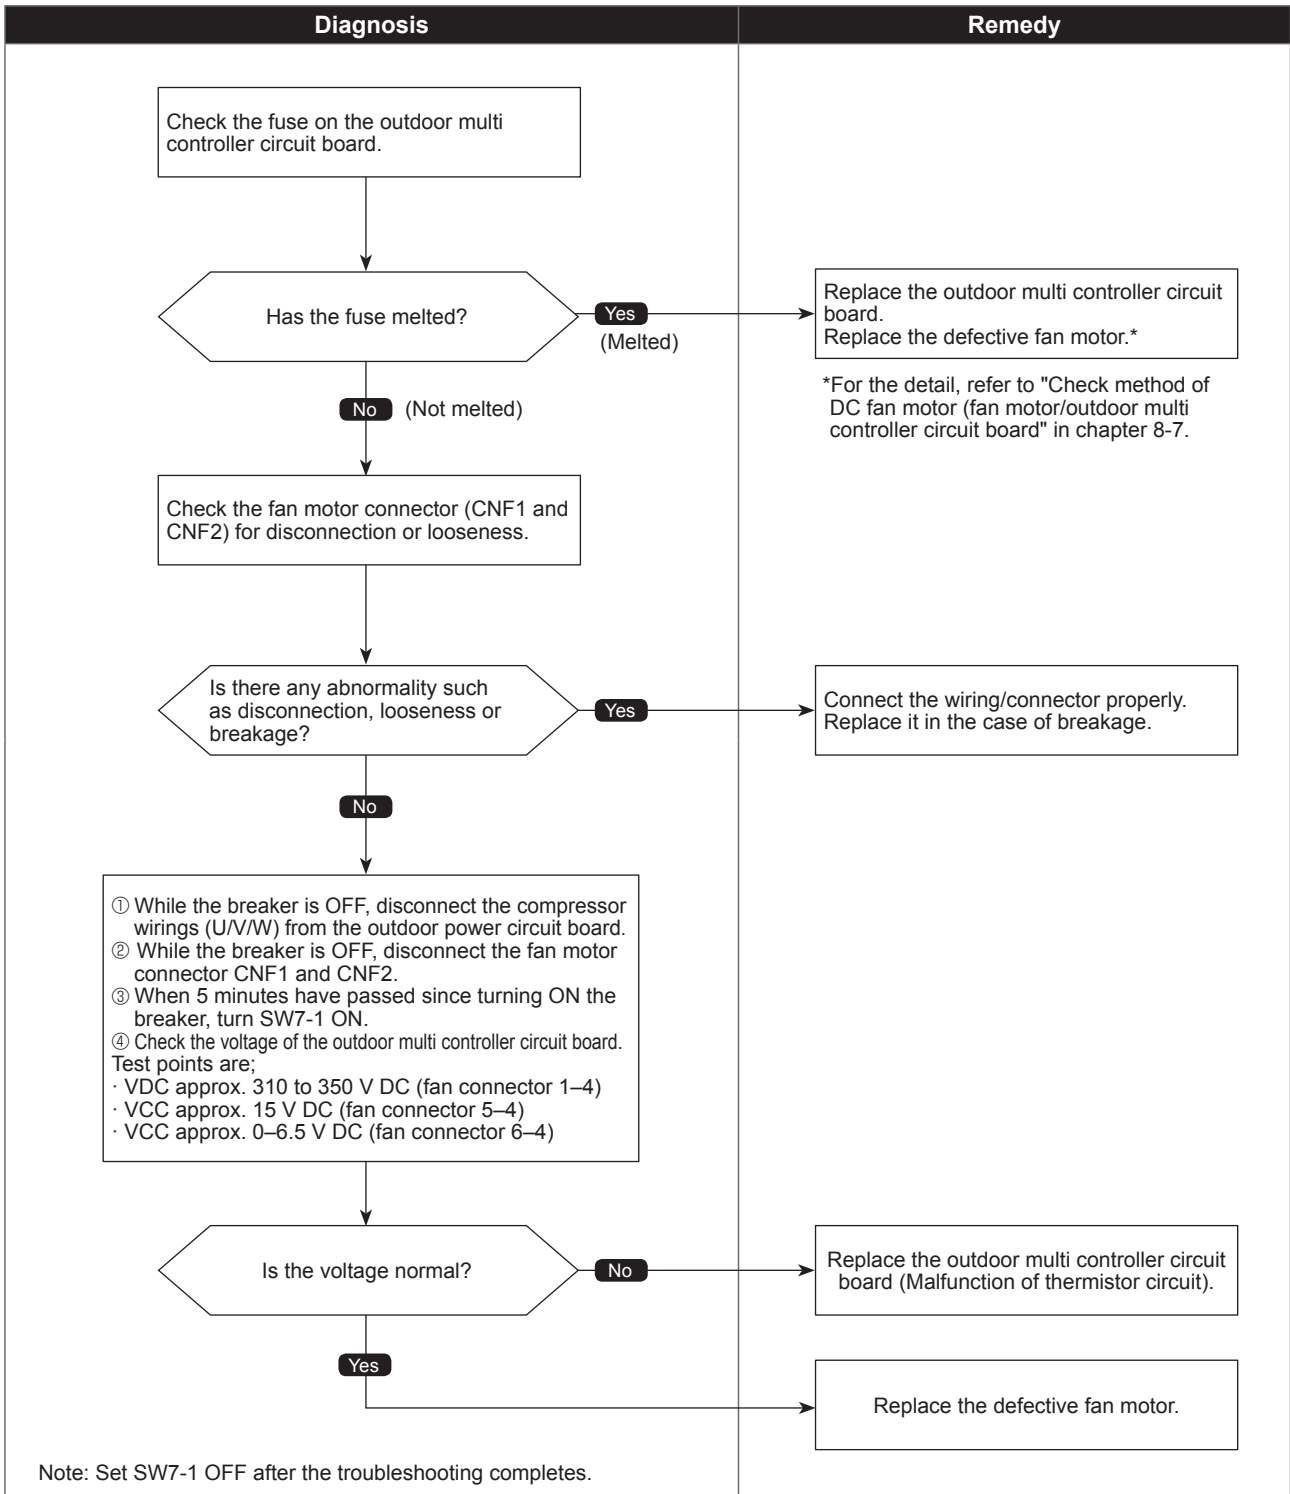 Diagnosis
Remedy
Check the fuse on the outdoor multi
controller circuit board.
Has the fuse melted?
Yes
(Melted)
Replace the outdoor multi controller circuit
board.
Replace the defective fan motor.*
*For the detail, refer to "Check method of
DC fan motor (fan motor/outdoor multi
controller circuit board" in chapter 8-7.
No (Not melted)
Check the fan motor connector (CNF1 and
CNF2) for disconnection or looseness.
Is there any abnormality such
as disconnection, looseness or
breakage?
Yes
Connect the wiring/connector properly.
Replace it in the case of breakage.
No
① While the breaker is OFF, disconnect the compressor
wirings (U/V/W) from the outdoor power circuit board.
② While the breaker is OFF, disconnect the fan motor
connector CNF1 and CNF2.
③ When 5 minutes have passed since turning ON the
breaker, turn SW7-1 ON.
④ Check the voltage of the outdoor multi controller circuit board.
Test points are;
· VDC approx. 310 to 350 V DC (fan connector 1–4)
· VCC approx. 15 V DC (fan connector 5–4)
· VCC approx. 0–6.5 V DC (fan connector 6–4)
Is the voltage normal?
No
Replace the outdoor multi controller circuit
board (Malfunction of thermistor circuit).
Yes
Replace the defective fan motor.
Note: Set SW7-1 OFF after the troubleshooting completes.